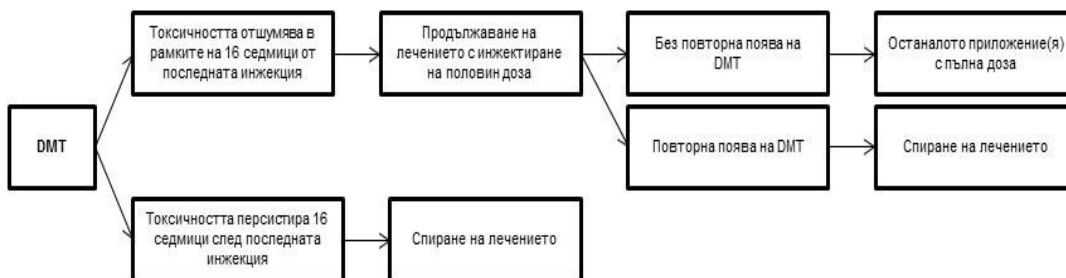 Токсичността отшумява в
рамките на 16 седмици от
последната инжекция
Продължаване на
лечението с инжектиране
на половин доза
Без повторна поява на
DMT
Останалото приложение(я)
с пълна доза
DMT
Повторна поява на DMT
Спиране на лечението
Токсичността персистира 16
седмици след последната
инжекция
Спиране на лечението